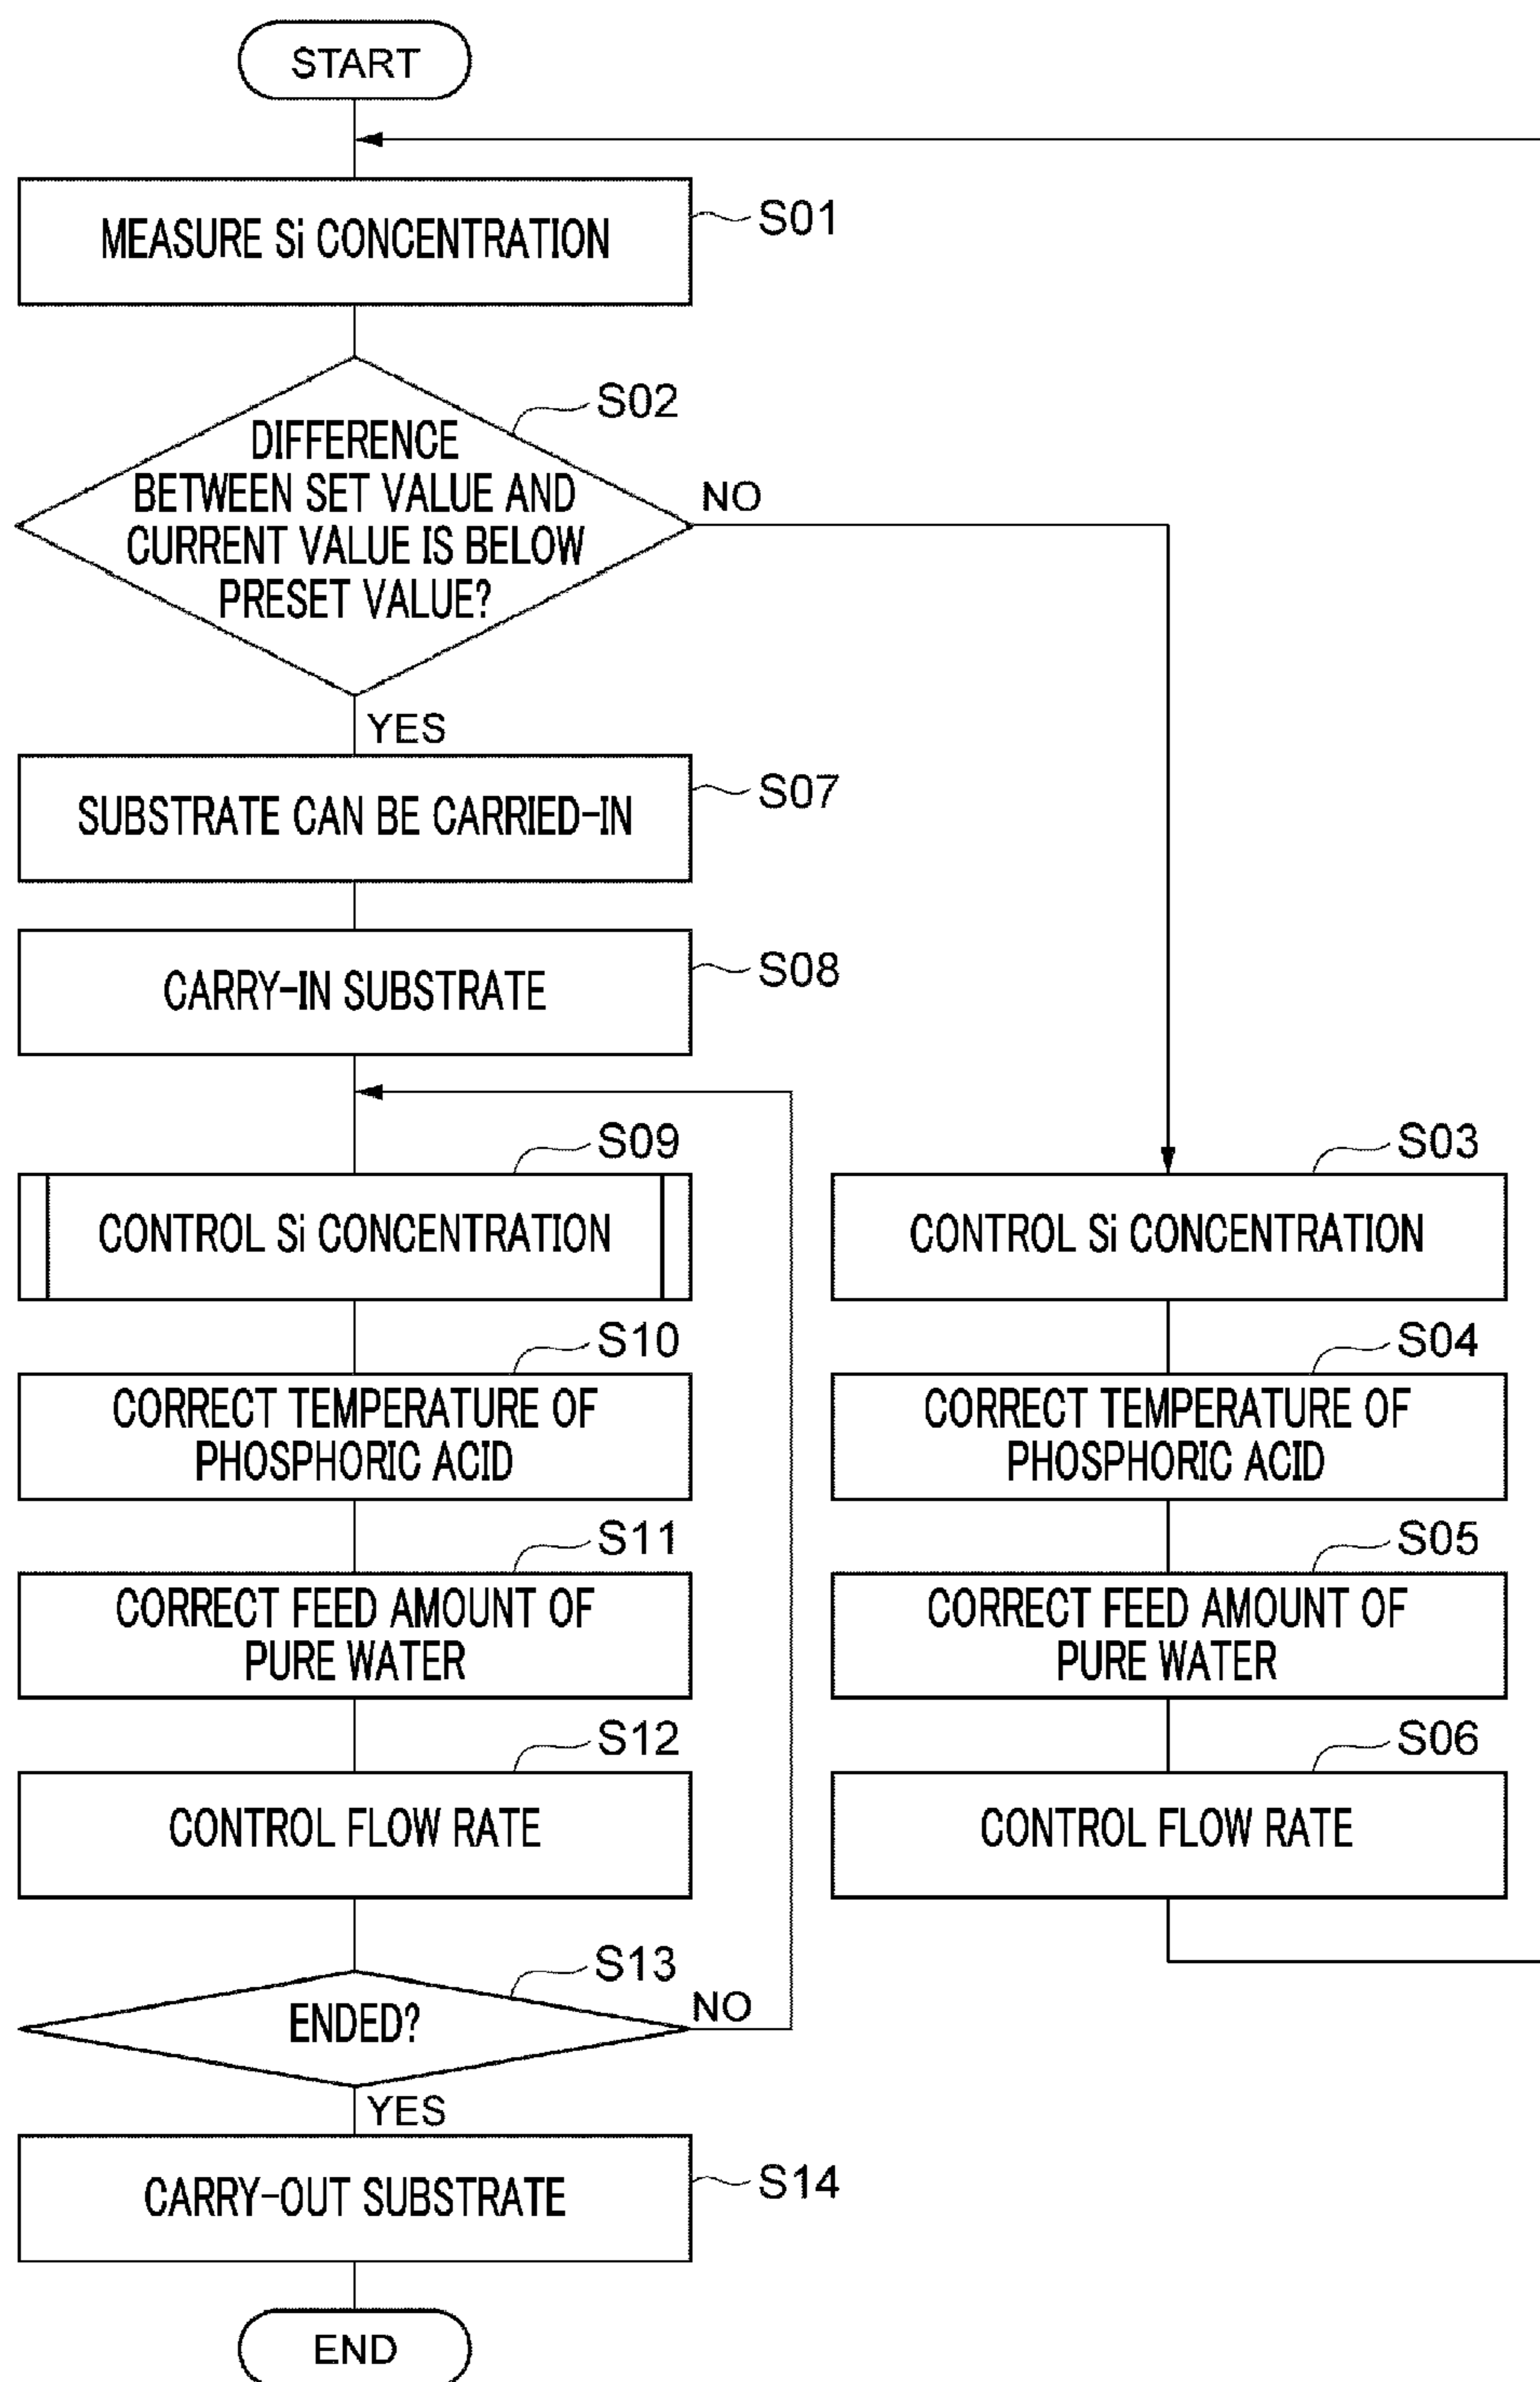 START
MEASURE Si CONCENTRATION
S01
S02
DIFFERENCE
BETWEEN SET VALUE AND
CURRENT VALUE IS BELOW
PRESET VALUE?
NO
YES
SUBSTRATE CAN BE CARRIED-IN
S07
CARRY-IN SUBSTRATE
S08
S09
CONTROL Si CONCENTRATION
S10
CORRECT TEMPERATURE OF
PHOSPHORIC ACID
S11
CORRECT FEED AMOUNT OF
PURE WATER
S12
CONTROL FLOW RATE
S13
ENDED?
NO
YES
CARRY-OUT SUBSTRATE
S14
END
S03
CONTROL Si CONCENTRATION
S04
CORRECT TEMPERATURE OF
PHOSPHORIC ACID
S05
CORRECT FEED AMOUNT OF
PURE WATER
S06
CONTROL FLOW RATE